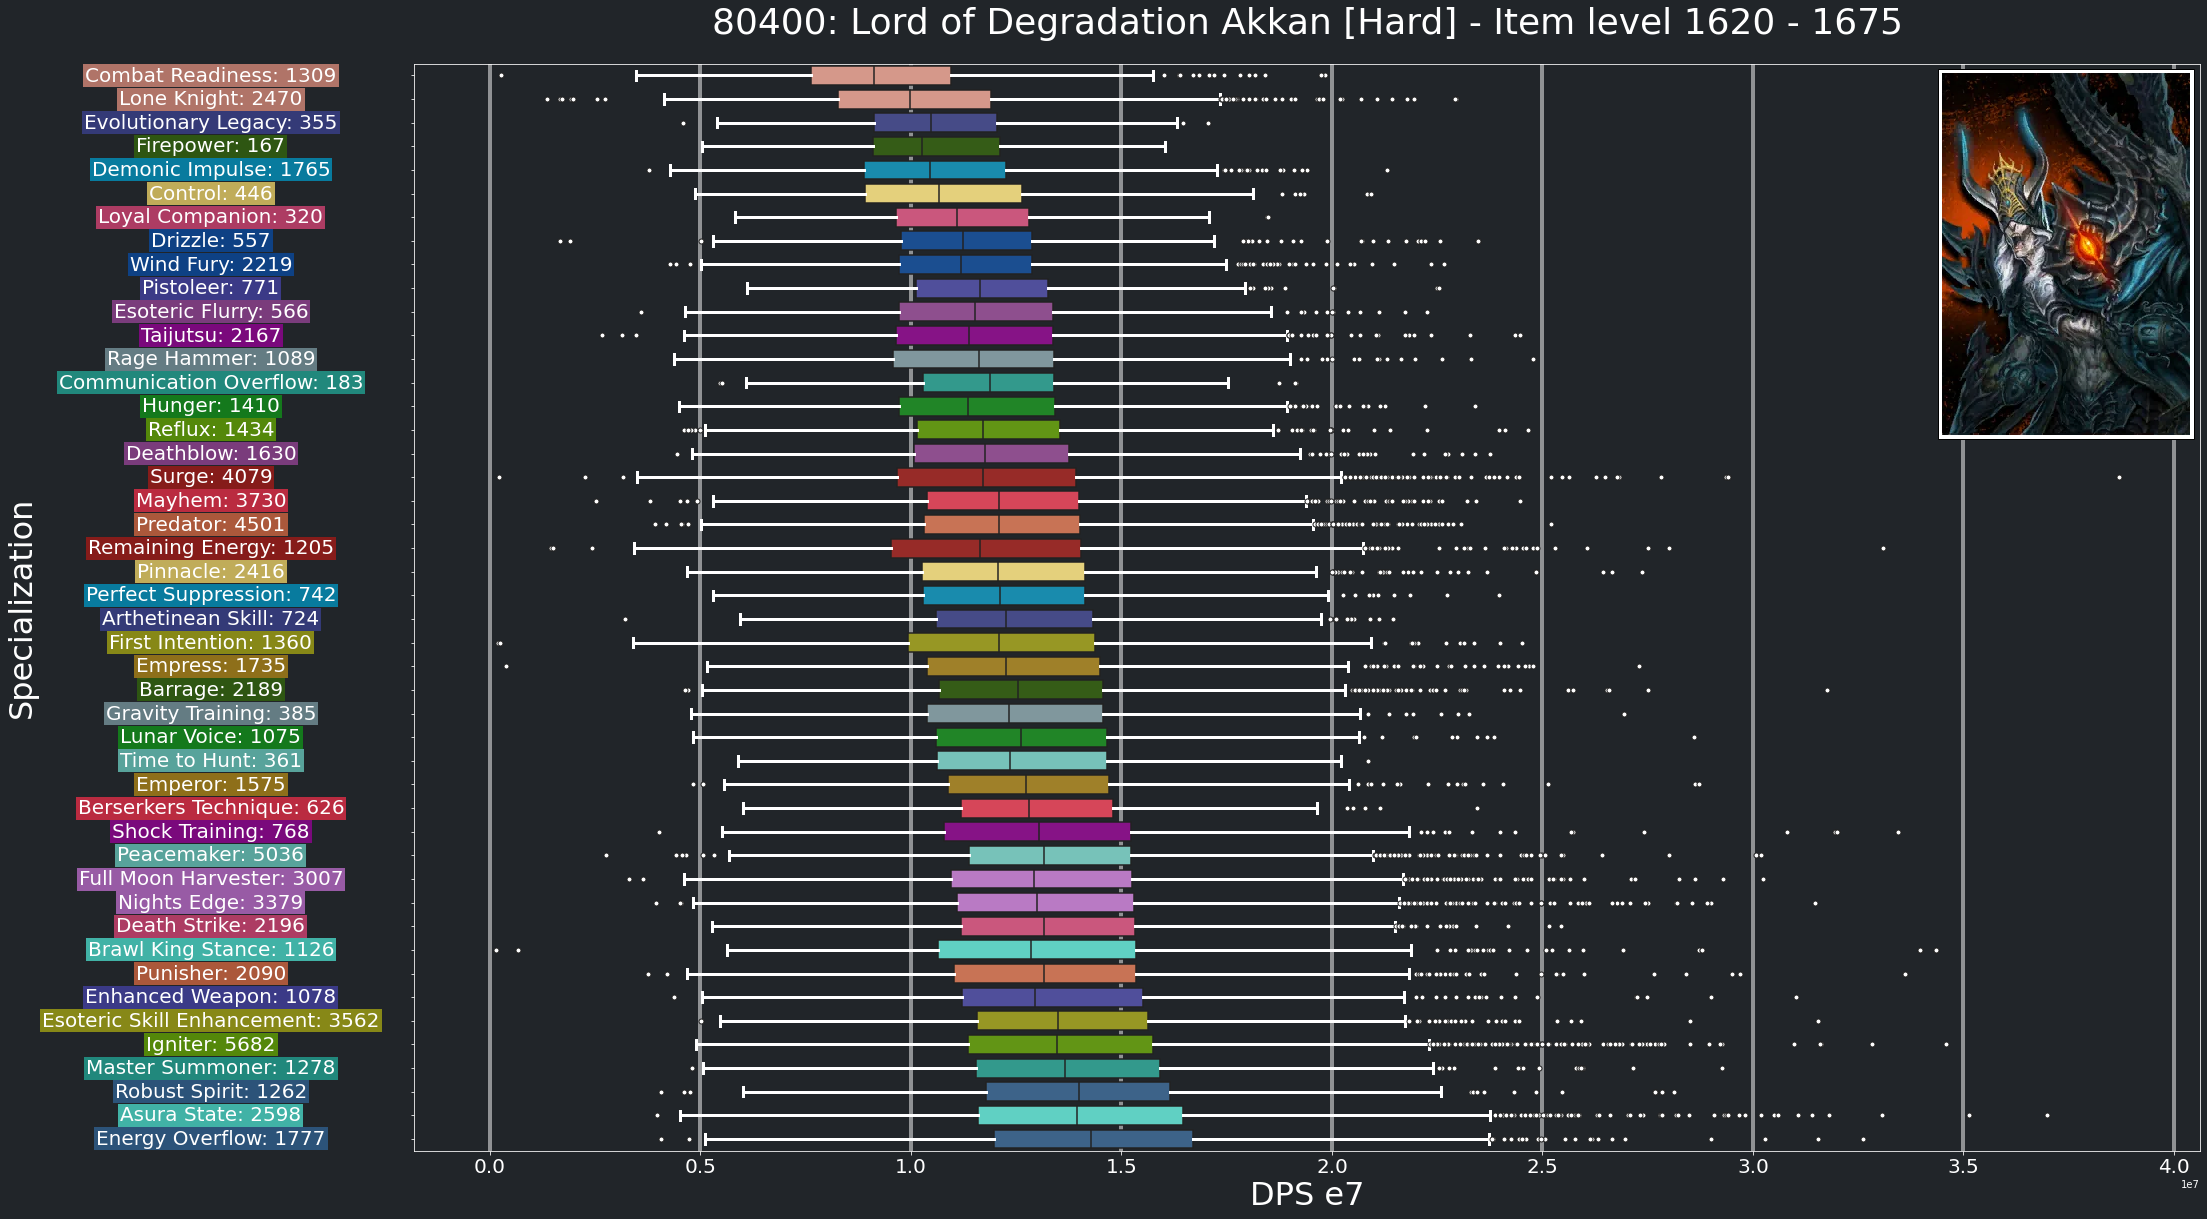 80400: Lord of Degradation Akkan [Hard] - Item level 1620 - 1675
Specialization
Combat Readiness: 1309
Lone Knight: 2470
Evolutionary Legacy: 355
Firepower: 167
Demonic Impulse: 1765
Control: 446
Loyal Companion: 320
Drizzle: 557
Wind Fury: 2219
Pistoleer: 771
Esoteric Flurry: 566
Taijutsu: 2167
Rage Hammer: 1089
Communication Overflow: 183
Hunger: 1410
Reflux: 1434
Deathblow: 1630
Surge: 4079
Mayhem: 3730
Predator: 4501
Remaining Energy: 1205
Pinnacle: 2416
Perfect Suppression: 742
Arthetinean Skill: 724
First Intention: 1360
Empress: 1735
Barrage: 2189
Gravity Training: 385
Lunar Voice: 1075
Time to Hunt: 361
Emperor: 1575
Berserkers Technique: 626
Shock Training: 768
Peacemaker: 5036
Full Moon Harvester: 3007
Nights Edge: 3379
Death Strike: 2196
Brawl King Stance: 1126
Punisher: 2090
Enhanced Weapon: 1078
Esoteric Skill Enhancement: 3562
Igniter: 5682
Master Summoner: 1278
Robust Spirit: 1262
Asura State: 2598
Energy Overflow: 1777
0.0 0.5 1.0 1.5 2.0 2.5 3.0 3.5 4.0
1e7
DPS e7